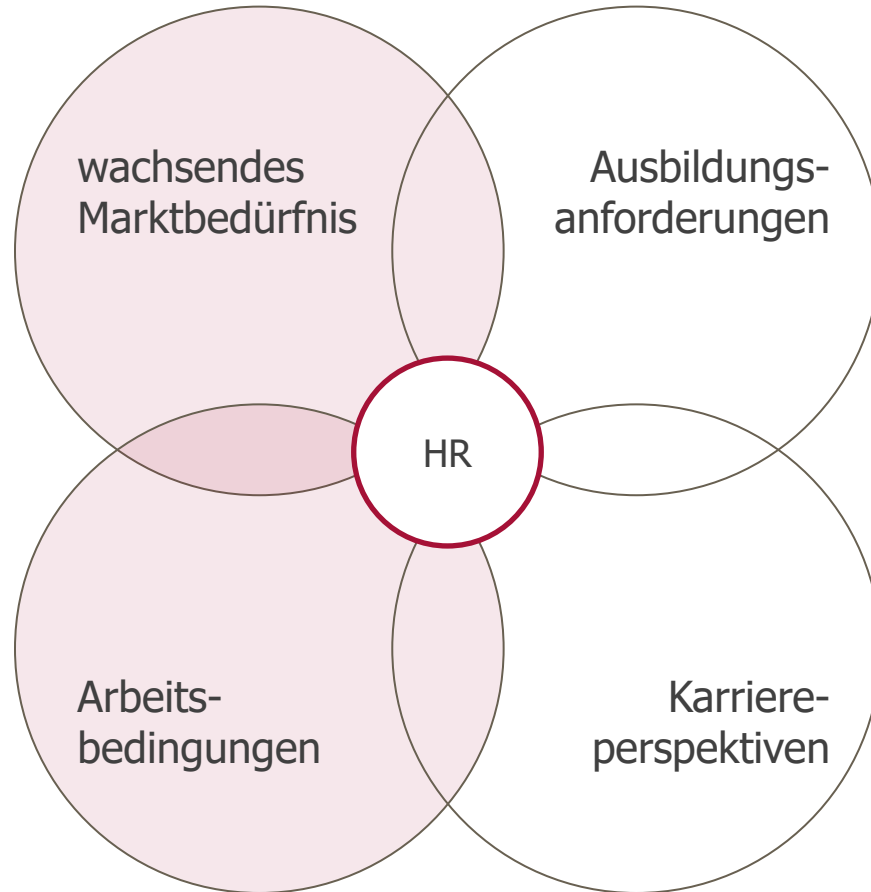 wachsendes
Marktbedürfnis
Ausbildungs-
anforderungen
HR
Arbeits-
bedingungen
Karriere-
perspektiven